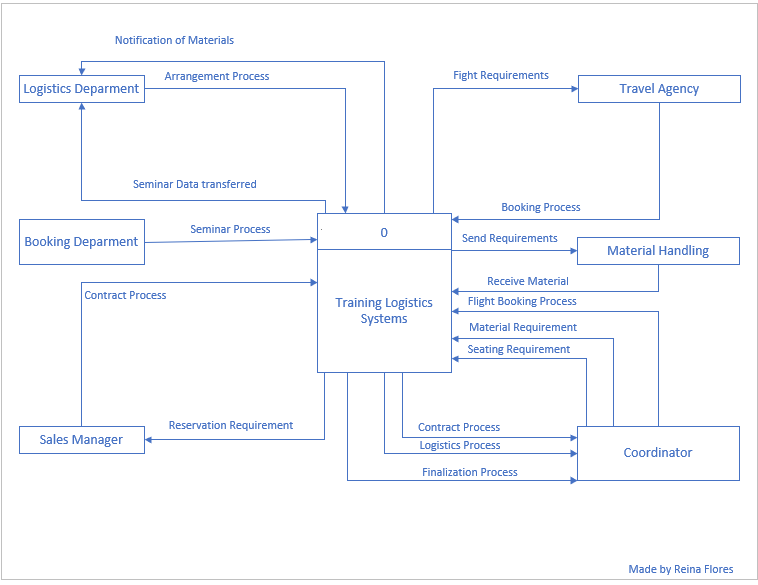 Notification of Materials
Arrangement Process
Fight Requirements
Logistics Deparment
Travel Agency
Seminar Data transferred
Booking Process
Seminar Process
0
Send Requirements
Booking Deparment
Material Handling
Receive Material
Contract Process
Flight Booking Process
Training Logistics
Systems
Material Requirement
Seating Requirement
Reservation Requirement
Contract Process
Sales Manager
Logistics Process
Coordinator
Finalization Process
Made by Reina Flores